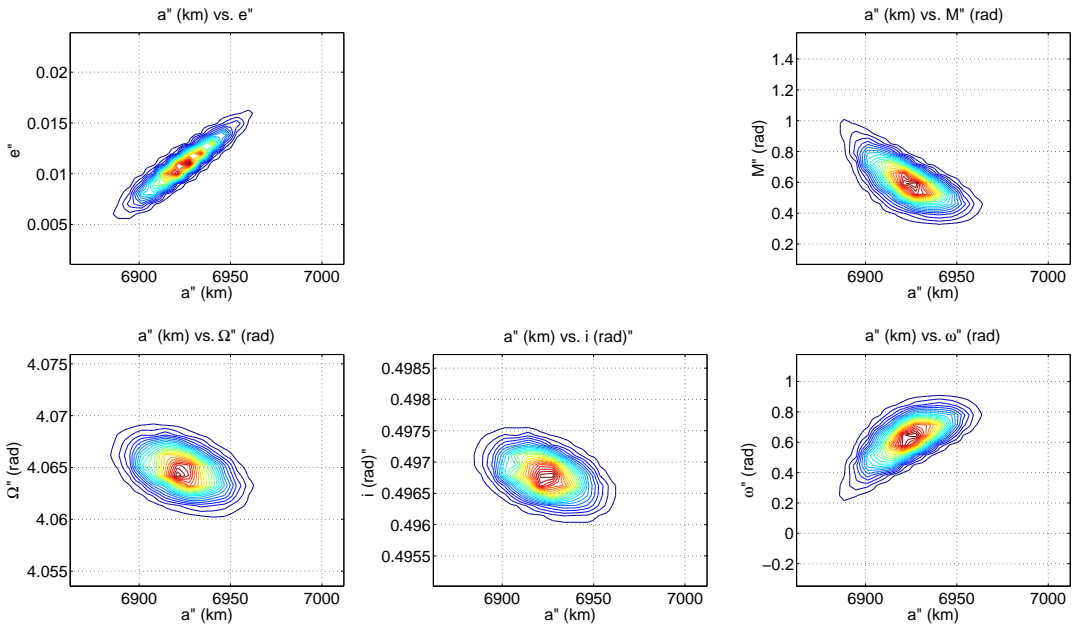 a" (km) vs. e"
0.02
0.015
0.01
0.005
e"
6900 6950 7000
a" (km)
a" (km) vs. M" (rad)
1.4
1.2
1
0.8
0.6
0.4
0.2
M" (rad)
6900 6950 7000
a" (km)
a" (km) vs. Ω" (rad)
4.075
4.07
4.065
4.06
4.055
Ω" (rad)
6900 6950 7000
a" (km)
a" (km) vs. i (rad)"
0.4985
0.498
0.4975
0.497
0.4965
0.496
0.4955
i (rad)"
6900 6950 7000
a" (km)
a" (km) vs. ω" (rad)
1
0.8
0.6
0.4
0.2
0
−0.2
ω" (rad)
6900 6950 7000
a" (km)